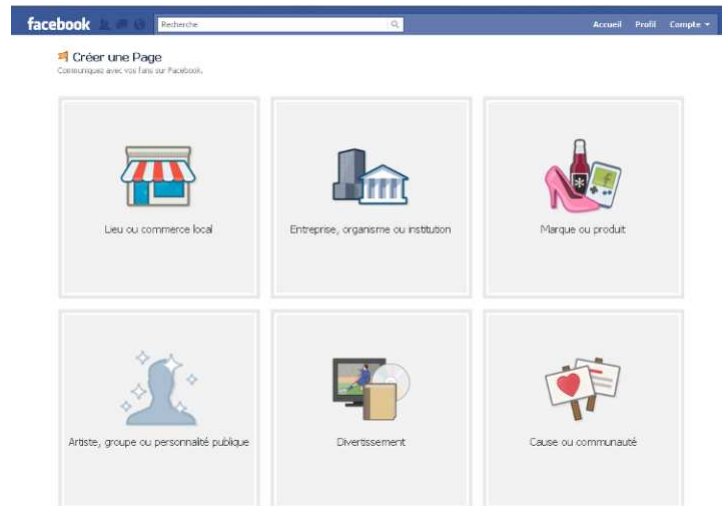 facebook
Recherche
Accueil Profil Compte
Créer une Page
Communiquez avec vos fans sur Facebook.
Lieu ou commerce local
Entreprise, organisme ou institution
Marque ou produit
Artiste, groupe ou personnalité publique
Divertissement
Cause ou communauté